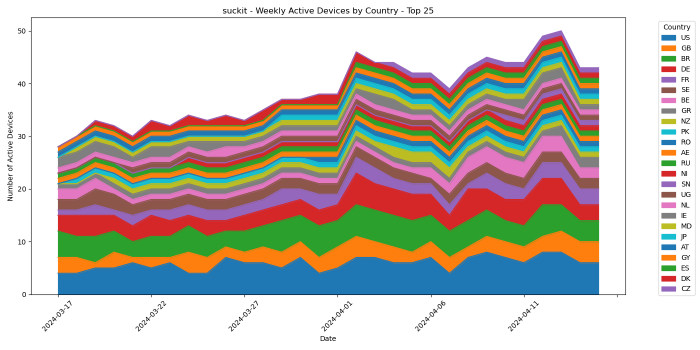 suckit - Weekly Active Devices by Country - Top 25
Number of Active Devices
50
40
30
20
10
0
2024-03-17
2024-03-22
2024-03-27
2024-04-01
2024-04-06
2024-04-11
Date
Country
US
GB
BR
DE
FR
SE
BE
GR
NZ
PK
RO
AE
RU
NI
SN
UG
NL
IE
MD
JP
AT
GY
ES
DK
CZ